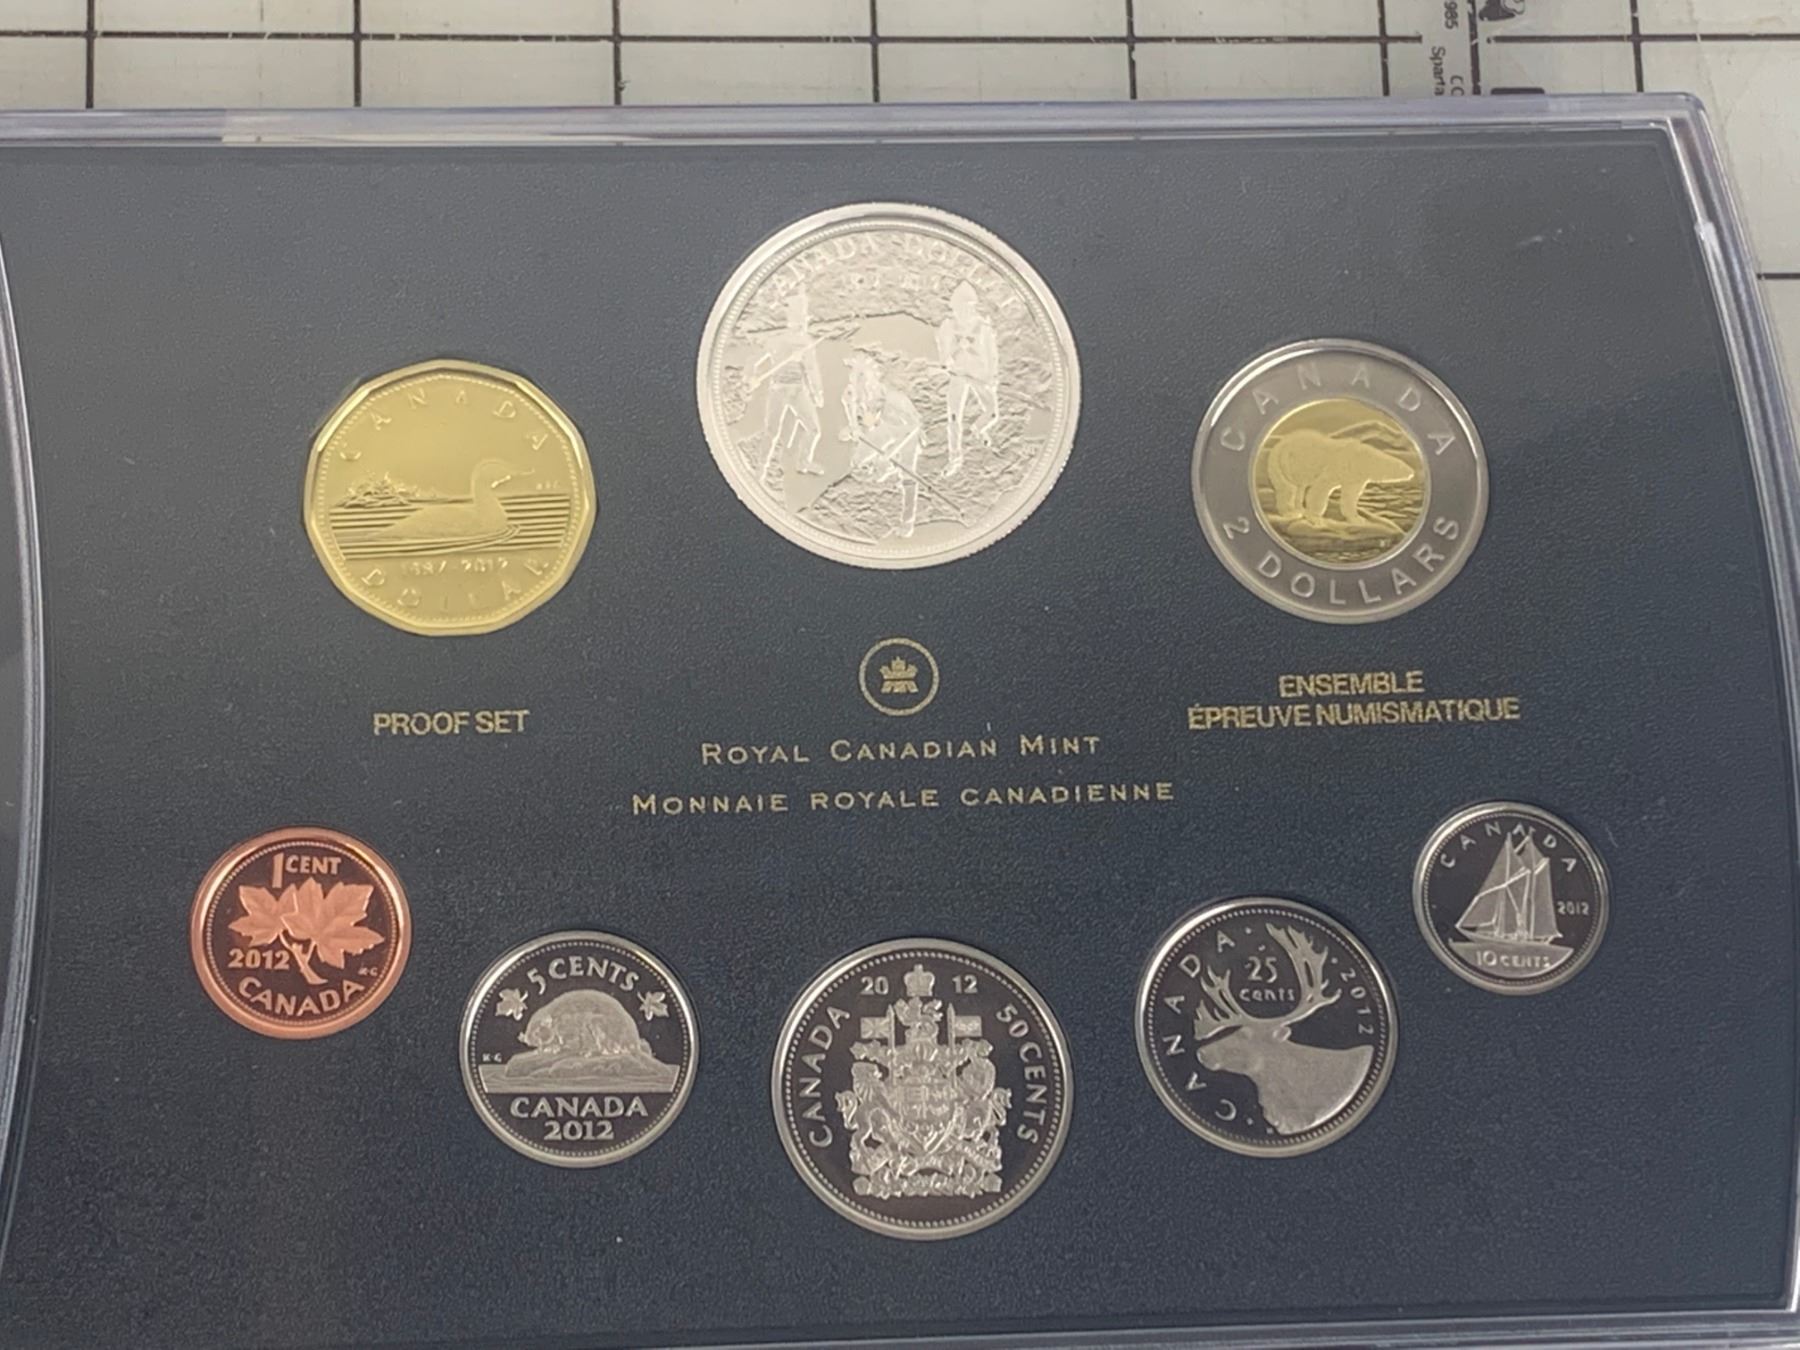 985 Sparta
CANADA DOLLAR
CANADA
1987-2012
DOLLAR
CANADA
2 DOLLARS
PROOF SET
ENSEMBLE
ÉPREUVE NUMISMATIQUE
ROYAL CANADIAN MINT
MONNAIE ROYALE CANADIENNE
1 CENT
2012
CANADA
5 CENTS
K·G
CANADA
2012
20 12
CANADA
50 CENTS
CANADA
25
cents
2012
CANADA
2012
10 CENTS